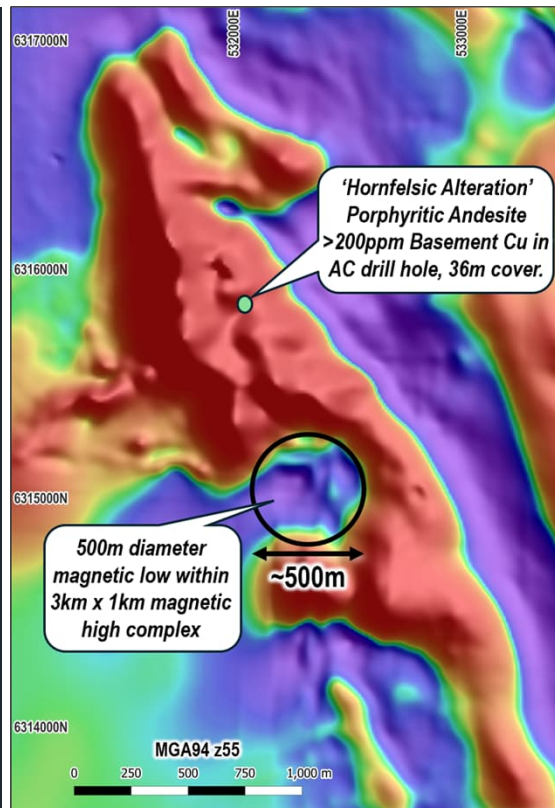 6317000N
532000E
533000E
‘Hornfelsic Alteration’
Porphyritic Andesite
>200ppm Basement Cu in
AC drill hole, 36m cover.
6316000N
6315000N
500m diameter
magnetic low within
3km x 1km magnetic
high complex
~500m
6314000N
MGA94 z55
0 250 500 750 1,000 m